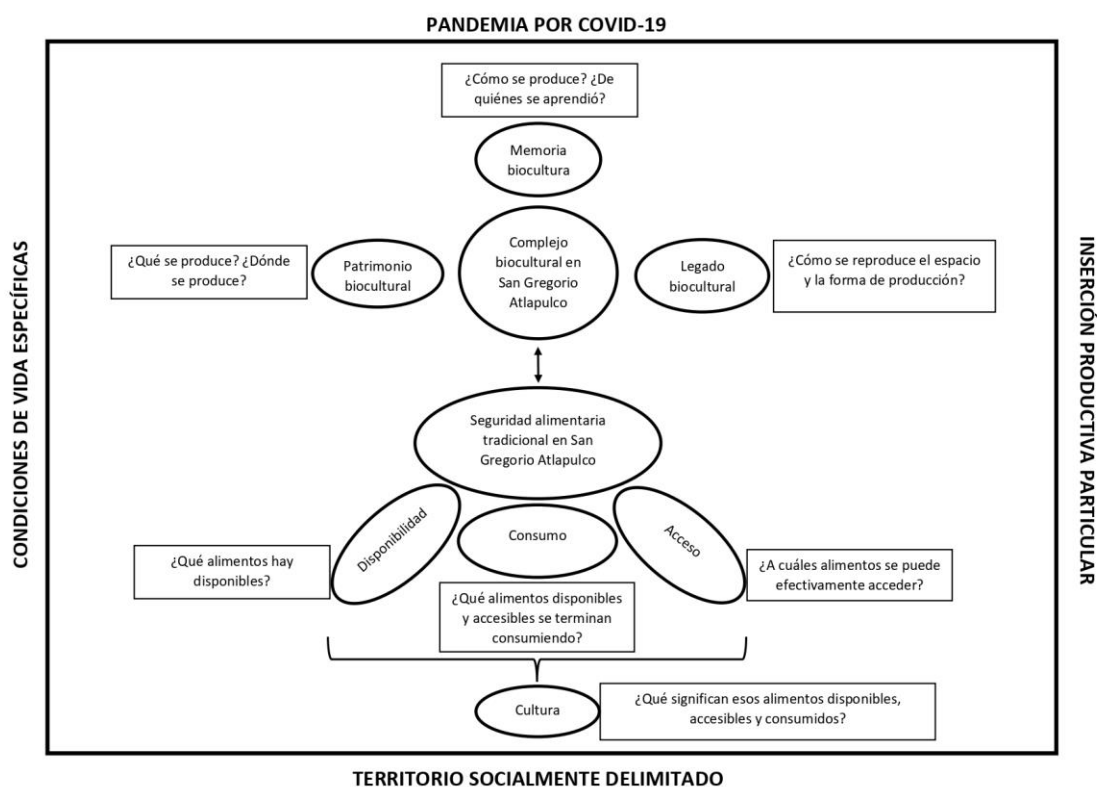 PANDEMIA POR COVID-19
¿Cómo se produce? ¿De
quiénes se aprendió?
Memoria
biocultura
CONDICIONES DE VIDA ESPECÍFICAS
¿Qué se produce? ¿Dónde
se produce?
Patrimonio
biocultural
Complejo
biocultural en
San Gregorio
Atlapulco
Legado
biocultural
¿Cómo se reproduce el espacio
y la forma de producción?
INSERCIÓN PRODUCTIVA PARTICULAR
Seguridad alimentaria
tradicional en San
Gregorio Atlapulco
Disponibilidad
Consumo
Acceso
¿Qué alimentos hay
disponibles?
¿A cuáles alimentos se puede
efectivamente acceder?
¿Qué alimentos disponibles
y accesibles se terminan
consumiendo?
Cultura
¿Qué significan esos alimentos disponibles,
accesibles y consumidos?
TERRITORIO SOCIALMENTE DELIMITADO